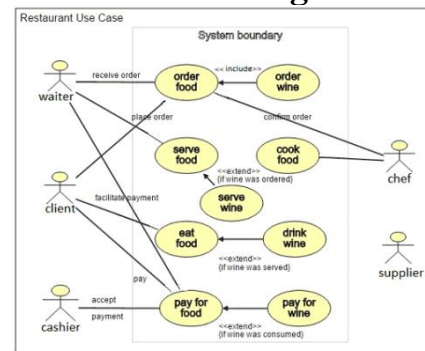 Restaurant Use Case
System boundary
receive order
order
food
<< include>>
order
wine
waiter
place order
confirm order
serve
food
cook
food
chef
<<extend>>
{if wine was ordered}
serve
wine
client
facilitate payment
eat
food
drink
wine
<<extend>>
{if wine was served}
supplier
pay
accept
payment
cashier
pay for
food
pay for
wine
<<extend>>
{if wine was consumed}